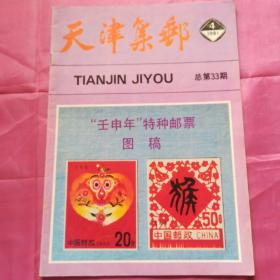 天津集邮
4
1991
TIANJIN JIYOU
总第33期
“壬申年”特种邮票
图稿
中国邮政
20分
猴
50分
中国邮政 CHINA